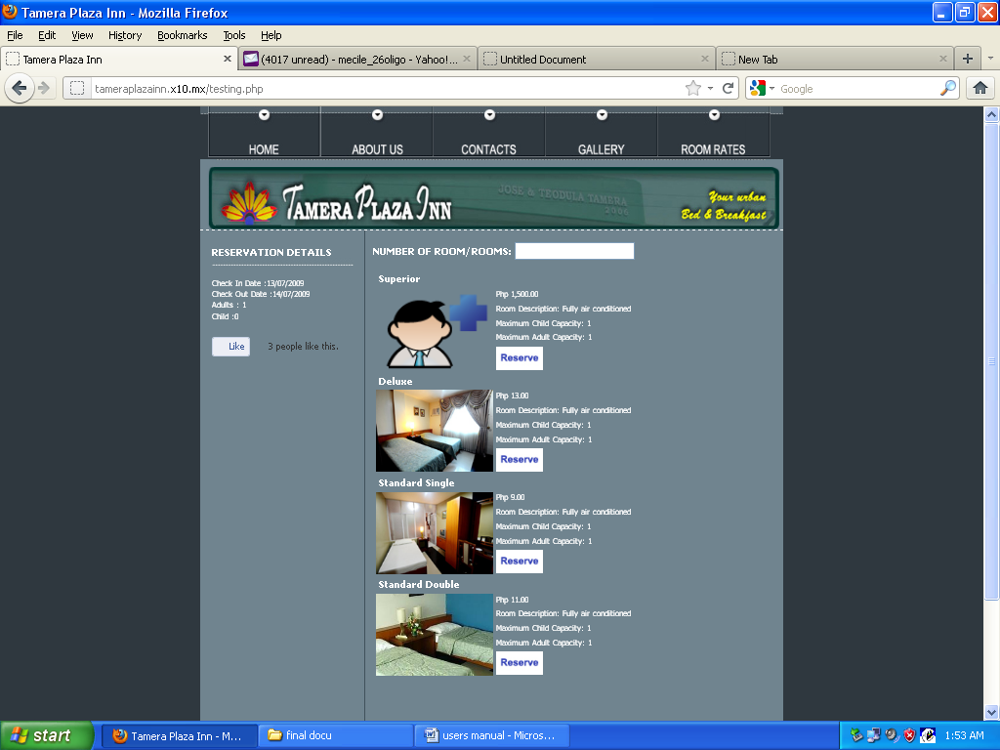 Tamera Plaza Inn - Mozilla Firefox
File Edit View History Bookmarks Tools Help
Tamera Plaza Inn
(4017 unread) - mecile_26oligo - Yahoo!...
Untitled Document
New Tab
tameraplazainn.x10.mx/testing.php
Google
HOME
ABOUT US
CONTACTS
GALLERY
ROOM RATES
TAMERA PLAZA INN
JOSE & TEODULA TAMERA
2006
Your urban
Bed & Breakfast
RESERVATION DETAILS
Check In Date :13/07/2009
Check Out Date :14/07/2009
Adults : 1
Child :0
Like
3 people like this.
NUMBER OF ROOM/ROOMS:
Superior
Php 1,500.00
Room Description: Fully air conditioned
Maximum Child Capacity: 1
Maximum Adult Capacity: 1
Reserve
Deluxe
Php 13.00
Room Description: Fully air conditioned
Maximum Child Capacity: 1
Maximum Adult Capacity: 1
Reserve
Standard Single
Php 9.00
Room Description: Fully air conditioned
Maximum Child Capacity: 1
Maximum Adult Capacity: 1
Reserve
Standard Double
Php 11.00
Room Description: Fully air conditioned
Maximum Child Capacity: 1
Maximum Adult Capacity: 1
Reserve
start
Tamera Plaza Inn - M...
final docu
users manual - Micros...
1:53 AM